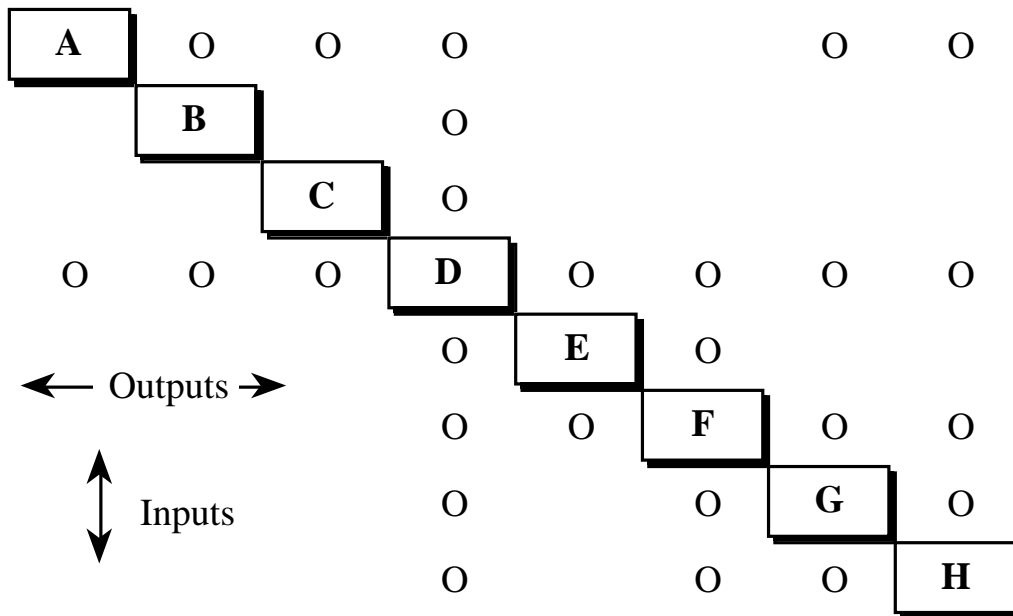 A O O O O O
B O
C O
O O O D O O O O
O E O
Outputs
O O F O O
Inputs
O O G O
O O O H